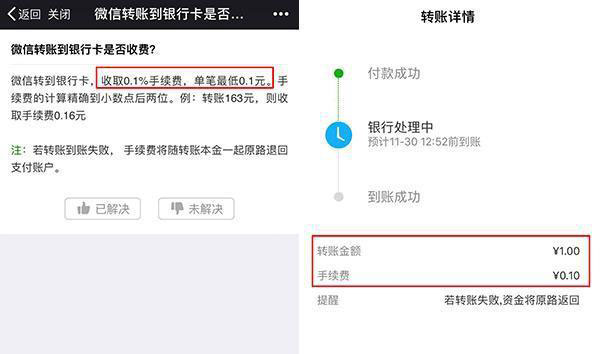 返回 关闭 微信转账到银行卡是否... •••
微信转账到银行卡是否收费?
微信转到银行卡，收取0.1%手续费，单笔最低0.1元。手
续费的计算精确到小数点后两位。例：转账163元，则收
取手续费0.16元
注：若转账到账失败， 手续费将随转账本金一起原路退回
支付账户。
已解决 未解决
转账详情
付款成功
银行处理中
预计11-30 12:52前到账
到账成功
转账金额 ¥1.00
手续费 ¥0.10
提醒 若转账失败,资金将原路返回